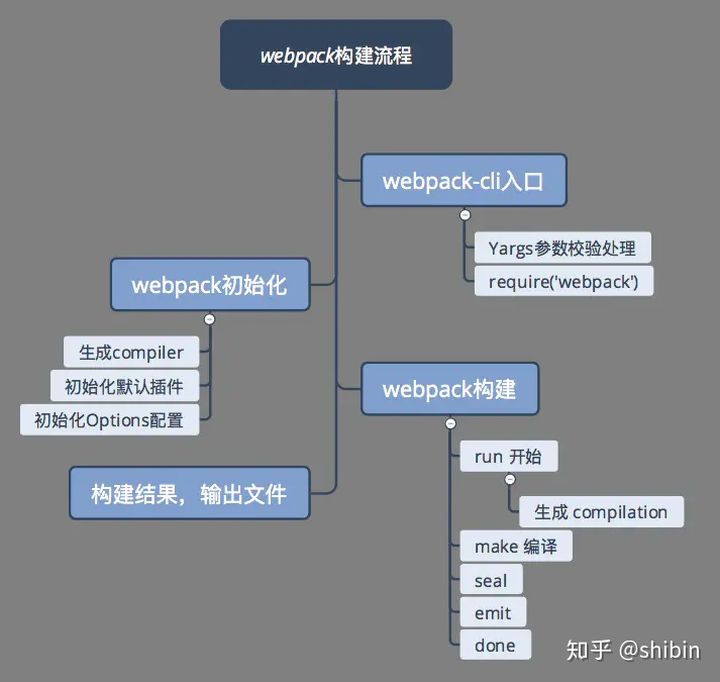 webpack构建流程
webpack-cli入口
Yargs参数校验处理
require('webpack')
webpack初始化
生成compiler
初始化默认插件
初始化Options配置
webpack构建
run 开始
生成 compilation
make 编译
seal
emit
done
构建结果，输出文件
知乎 @shibin